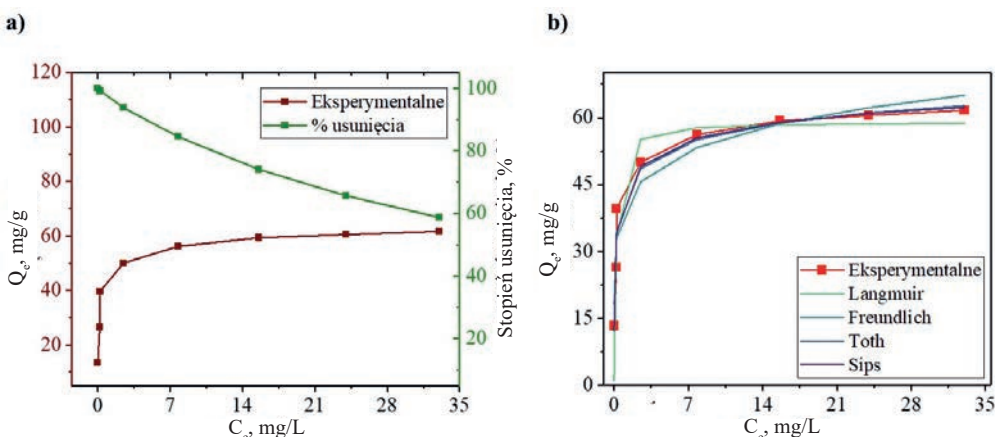 a)
120
100
80
60
40
20
Qe, mg/g
Eksperymentalne
% usunięcia
100
80
60
40
20
Stopień usunięcia, %
0 7 14 21 28 35
Ce, mg/L
b)
60
45
30
15
0
Qe, mg/g
Eksperymentalne
Langmuir
Freundlich
Toth
Sips
0 7 14 21 28 35
Ce, mg/L